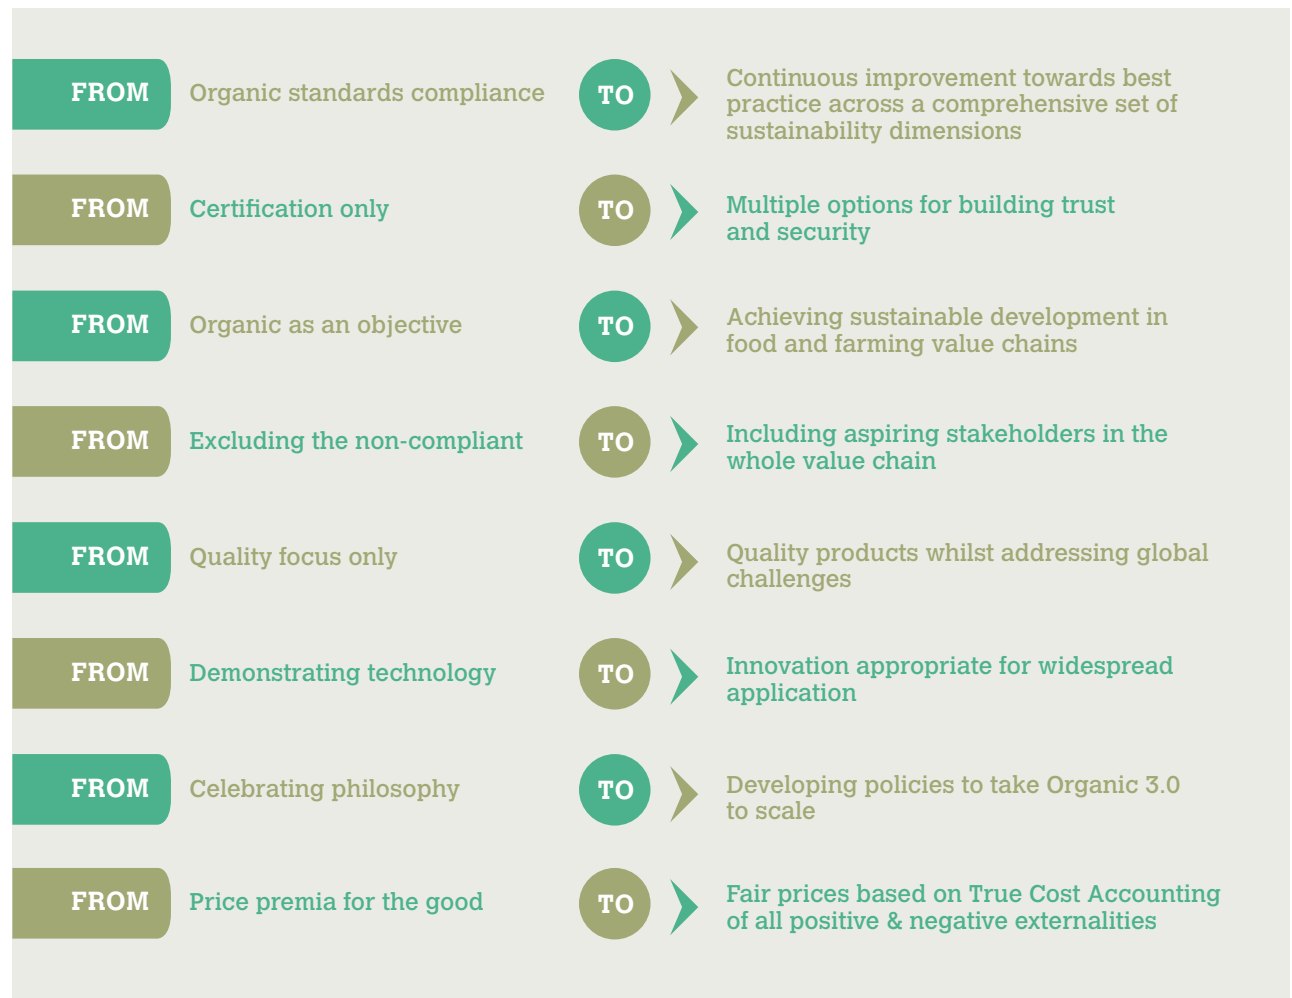 FROM Organic standards compliance TO Continuous improvement towards best
practice across a comprehensive set of
sustainability dimensions
FROM Certification only TO Multiple options for building trust
and security
FROM Organic as an objective TO Achieving sustainable development in
food and farming value chains
FROM Excluding the non-compliant TO Including aspiring stakeholders in the
whole value chain
FROM Quality focus only TO Quality products whilst addressing global
challenges
FROM Demonstrating technology TO Innovation appropriate for widespread
application
FROM Celebrating philosophy TO Developing policies to take Organic 3.0
to scale
FROM Price premia for the good TO Fair prices based on True Cost Accounting
of all positive & negative externalities